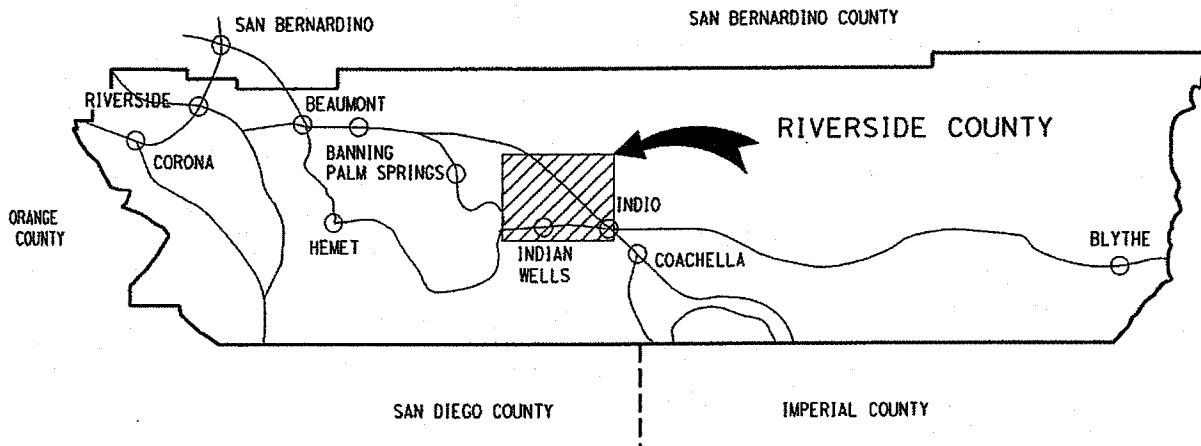 SAN BERNARDINO
SAN BERNARDINO COUNTY
RIVERSIDE
BEAUMONT
RIVERSIDE COUNTY
CORONA
BANNING
PALM SPRINGS
ORANGE
COUNTY
HEMET
INDIO
INDIAN
WELLS
COACHELLA
BLYTHE
SAN DIEGO COUNTY
IMPERIAL COUNTY